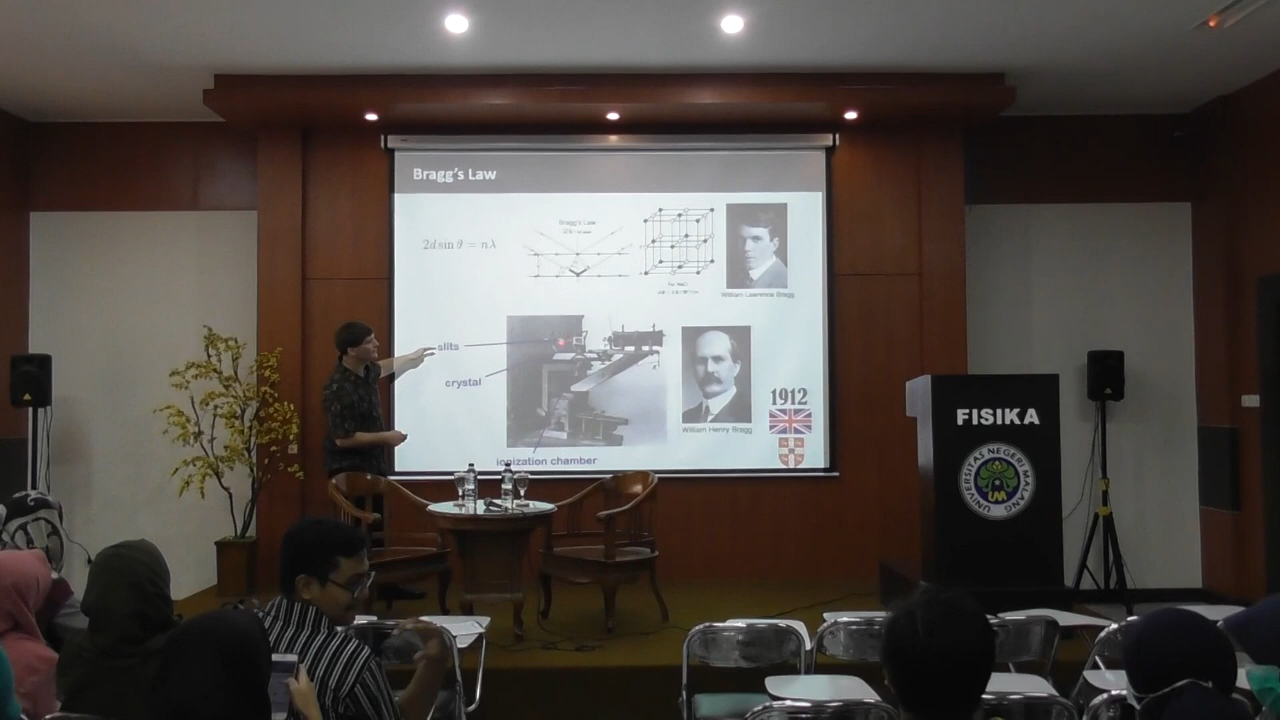 Bragg's Law
2d sin θ = nλ
Bragg's Law
William Lawrence Bragg
slits
crystal
ionization chamber
William Henry Bragg
1912
FISIKA
UNIVERSITAS NEGERI MALANG
UM